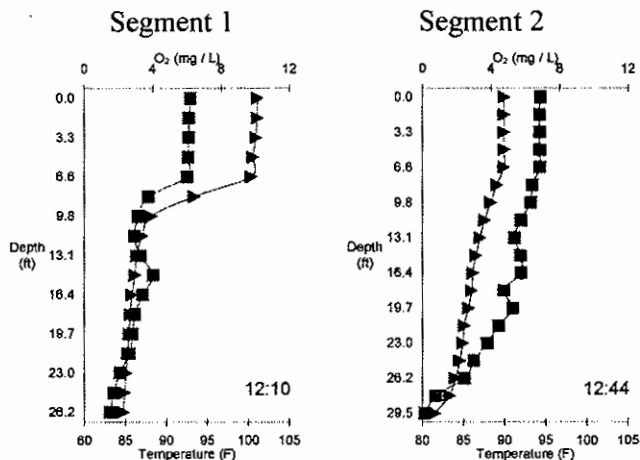 Segment 1
Segment 2
O₂ (mg / L)
O₂ (mg / L)
0 4 8 12
0 4 8 12
0.0
3.3
6.6
9.8
13.1
16.4
19.7
23.0
26.2
Depth
(ft)
12:10
80 85 90 95 100 105
Temperature (F)
0.0
3.3
6.6
9.8
13.1
16.4
19.7
23.0
26.2
29.5
Depth
(ft)
12:44
80 85 90 95 100 105
Temperature (F)